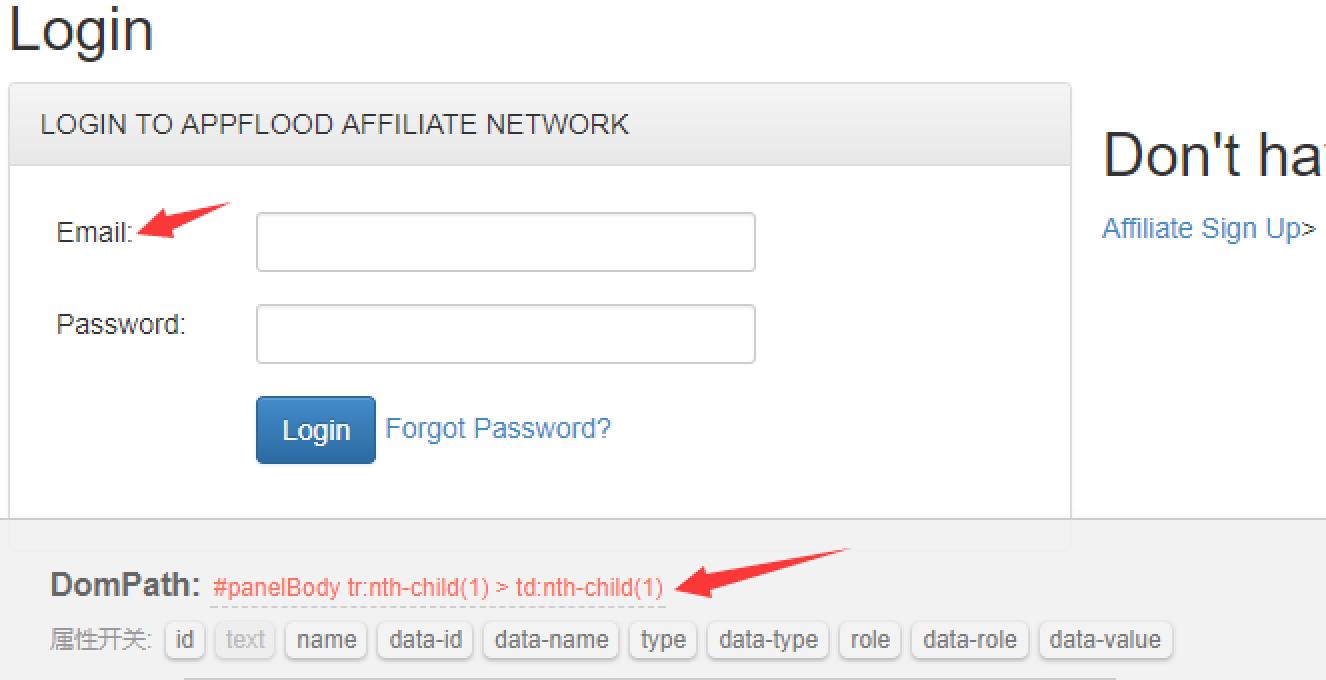 Login
LOGIN TO APPFLOOD AFFILIATE NETWORK
Email:
Password:
Login Forgot Password?
Don't ha
Affiliate Sign Up>
DomPath: #panelBody tr:nth-child(1) > td:nth-child(1)
属性开关: id text name data-id data-name type data-type role data-role data-value